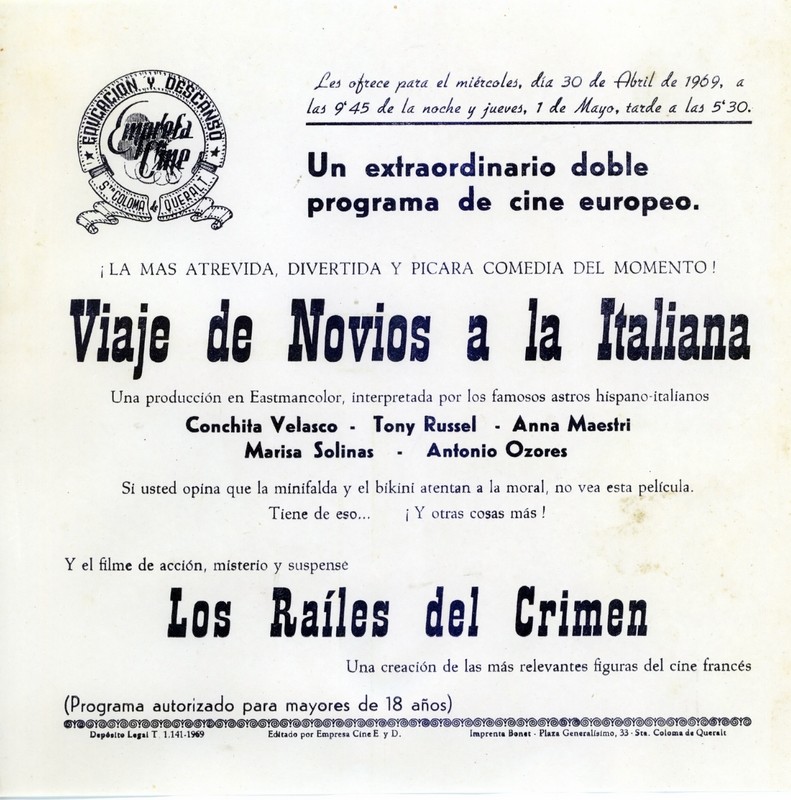 EDUCACION Y DESCANSO
Empresa
Cine
Sta COLOMA de QUERALT
Les ofrece para el miércoles, día 30 de Abril de 1969, a
las 9'45 de la noche y jueves, 1 de Mayo, tarde a las 5'30.
Un extraordinario doble
programa de cine europeo.
¡LA MAS ATREVIDA, DIVERTIDA Y PICARA COMEDIA DEL MOMENTO!
Viaje de Novios a la Italiana
Una producción en Eastmancolor, interpretada por los famosos astros hispano-italianos
Conchita Velasco - Tony Russel - Anna Maestri
Marisa Solinas - Antonio Ozores
Si usted opina que la minifalda y el bikini atentan a la moral, no vea esta película.
Tiene de eso... ¡Y otras cosas más!
Y el filme de acción, misterio y suspense
Los Raíles del Crimen
Una creación de las más relevantes figuras del cine francés
(Programa autorizado para mayores de 18 años)
Depósito Legal T. 1.141-1969 Editado por Empresa Cine E y D. Imprenta Bonet - Plaza Generalísimo, 33 - Sta. Coloma de Queralt